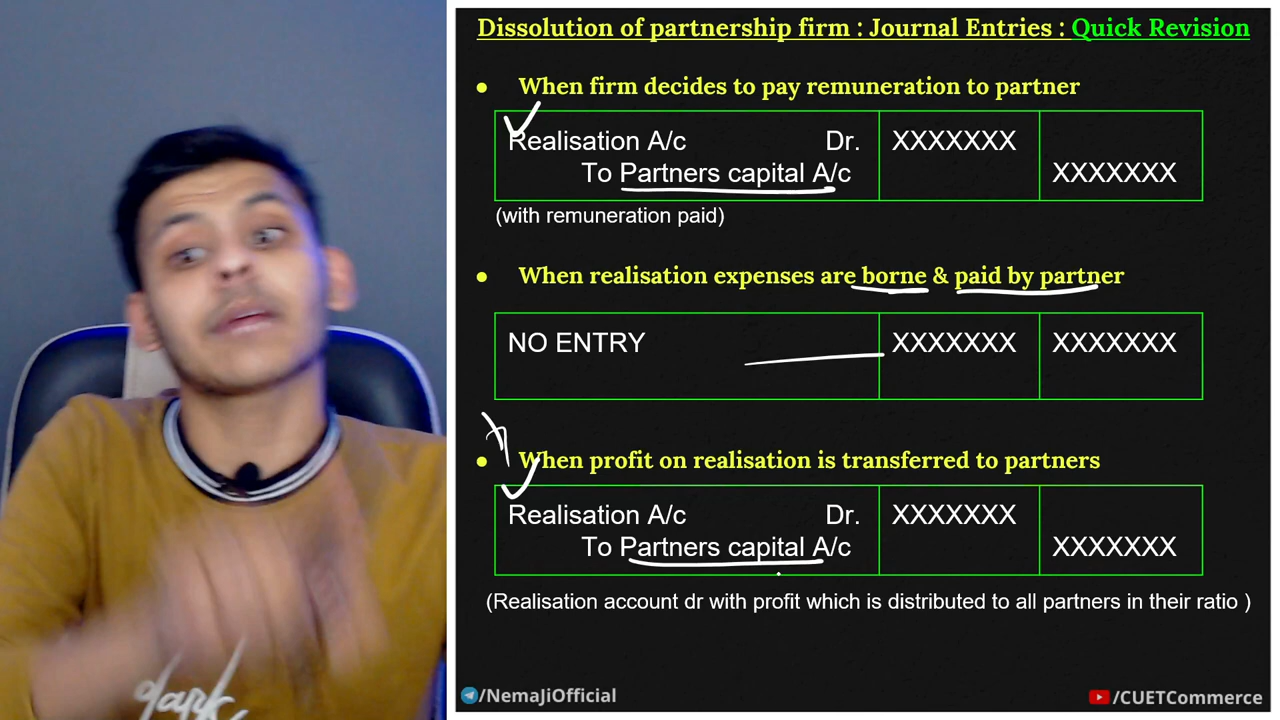 Dissolution of partnership firm : Journal Entries : Quick Revision
● When firm decides to pay remuneration to partner
Realisation A/c Dr. XXXXXXX
To Partners capital A/c XXXXXXX
(with remuneration paid)
● When realisation expenses are borne & paid by partner
NO ENTRY XXXXXXX XXXXXXX
● When profit on realisation is transferred to partners
Realisation A/c Dr. XXXXXXX
To Partners capital A/c XXXXXXX
(Realisation account dr with profit which is distributed to all partners in their ratio )
dark
/NemaJiOfficial
/CUETCommerce